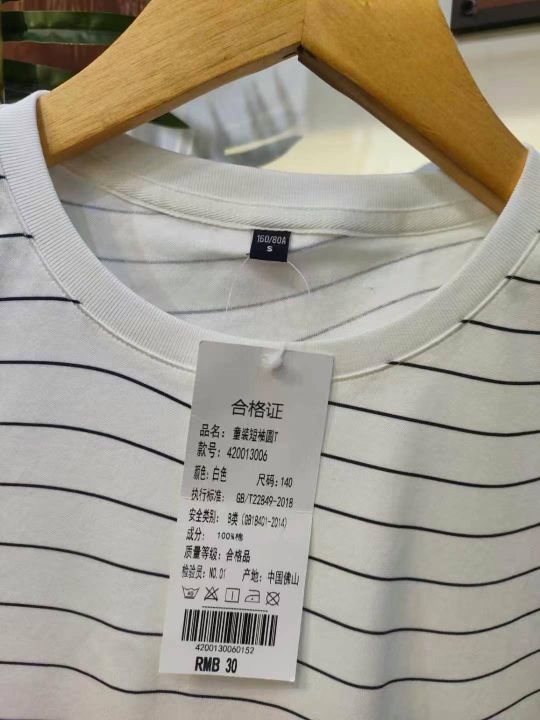 160/80A
S
合格证
品名: 童装短袖圆T
款号: 420013006
颜色: 白色 尺码: 140
执行标准: GB/T22849-2018
安全类别: B类 (GB18401-2014)
成分: 100%棉
质量等级: 合格品
检验员: NO.01 产地: 中国佛山
4200130060152
RMB 30